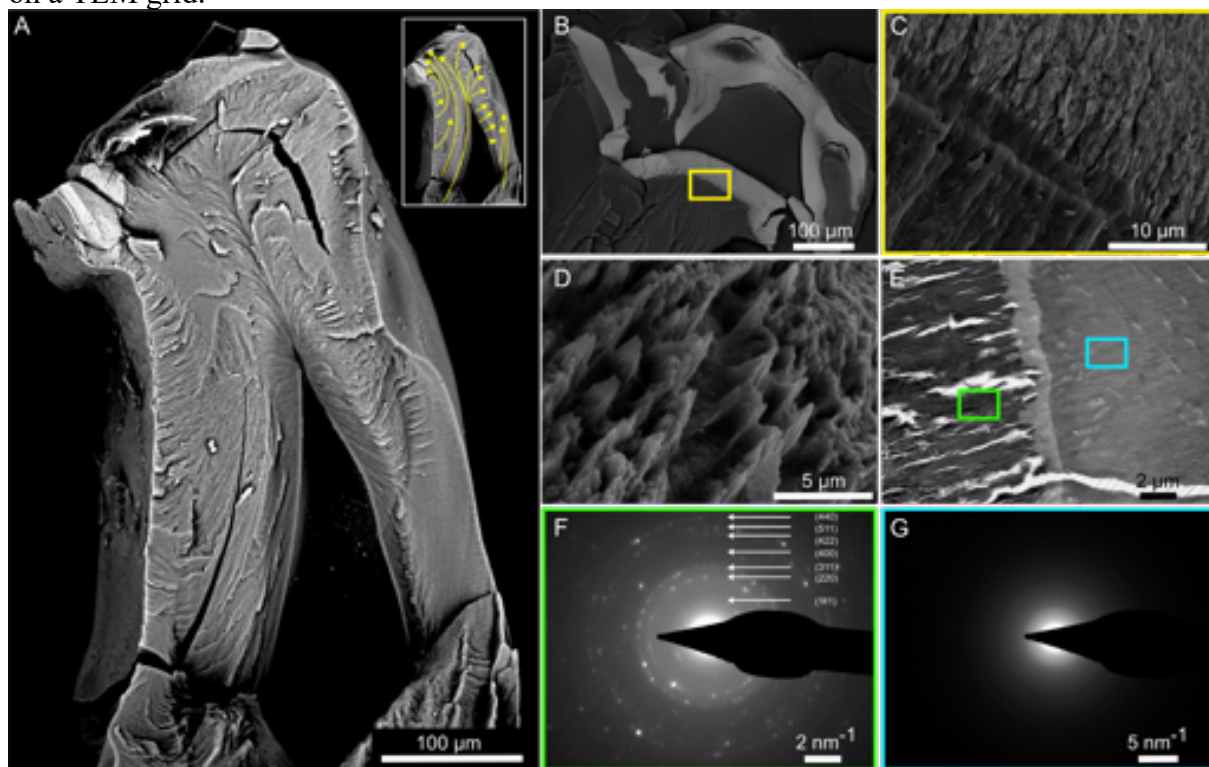 on a TEM grid.
A
B
C
100 µm
10 µm
D
E
5 µm
2 µm
F
(440)
(511)
(422)
(400)
(311)
(220)
G
100 µm
2 nm⁻¹
5 nm⁻¹